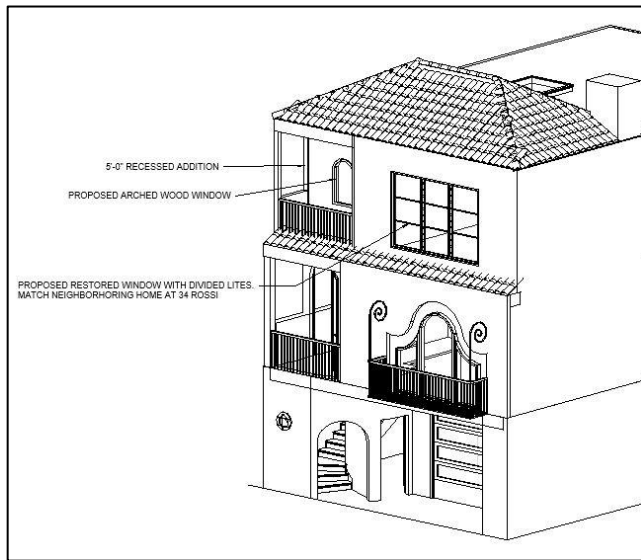 5'-0" RECESSED ADDITION
PROPOSED ARCHED WOOD WINDOW
PROPOSED RESTORED WINDOW WITH DIVIDED LITES.
MATCH NEIGHBORHORING HOME AT 34 ROSSI